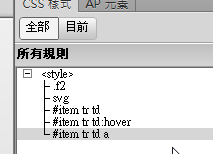 CSS 樣式 AP 元素
全部 目前
所有規則
<style>
.f2
svg
#item tr td
#item tr td:hover
#item tr td a